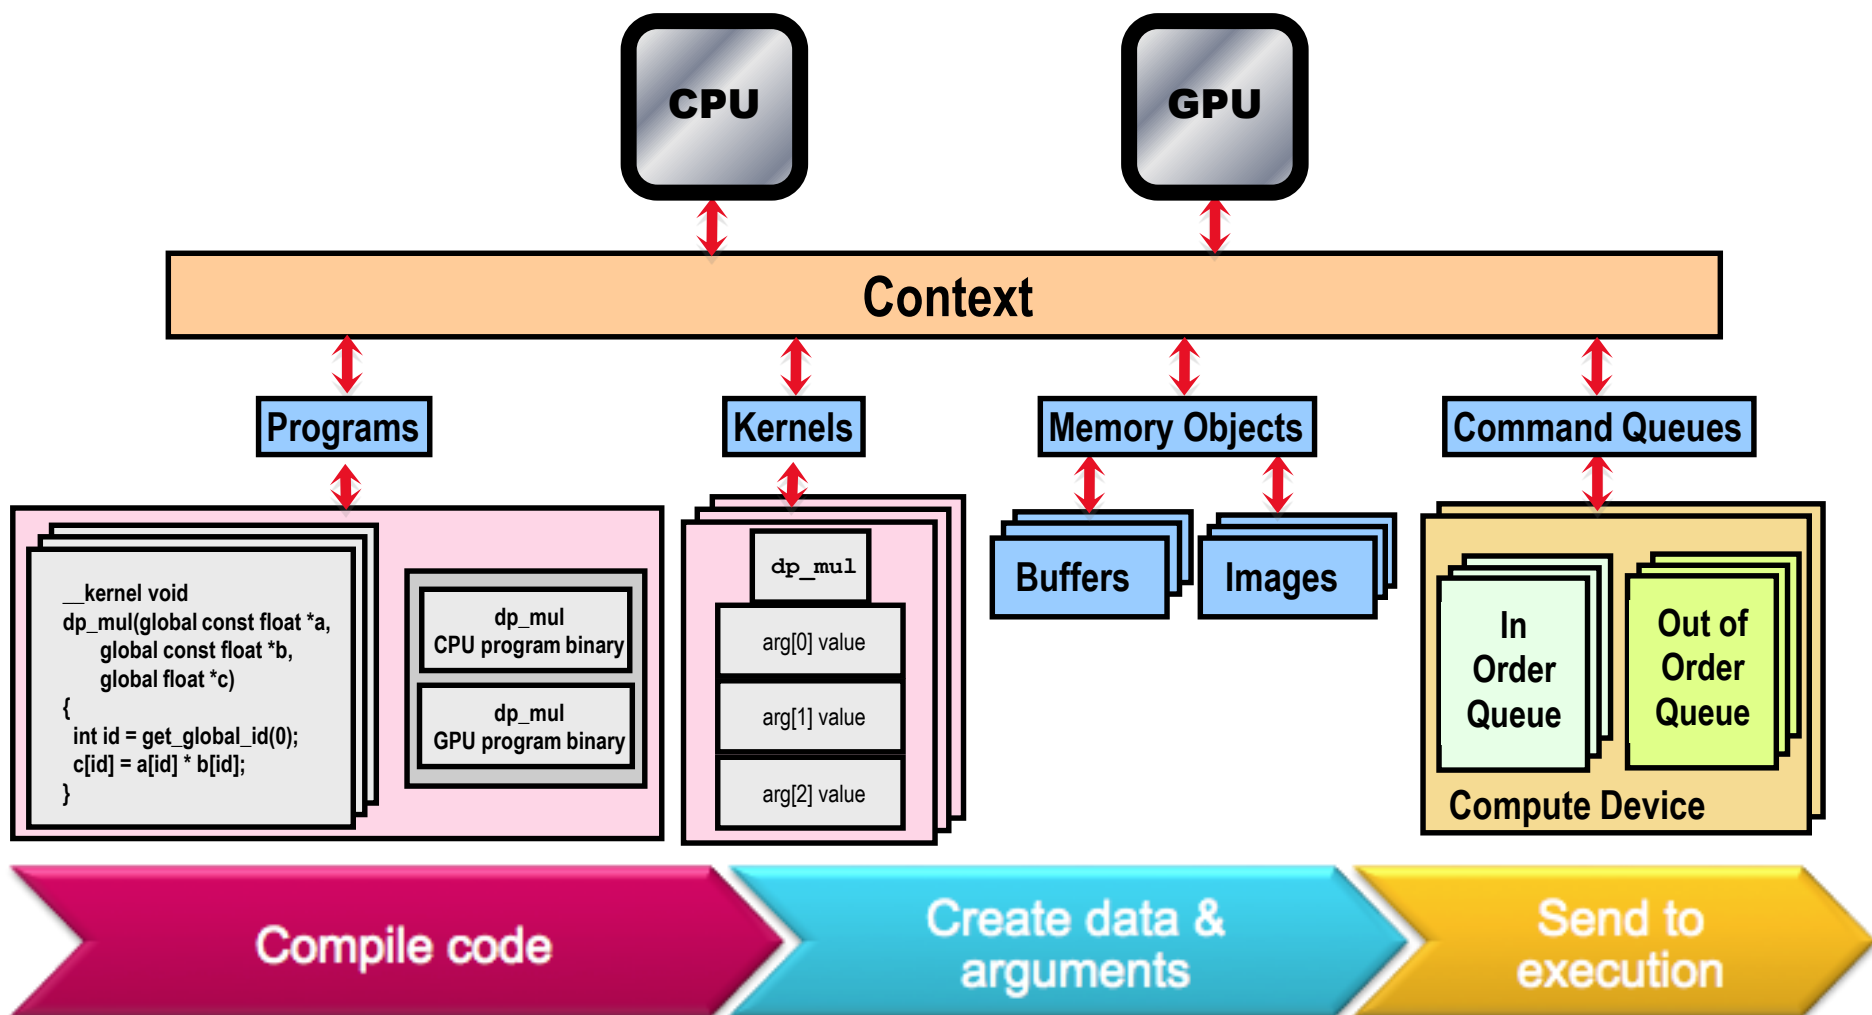 CPU
GPU
Context
Programs
Kernels
Memory Objects
Command Queues
__kernel void
dp_mul(global const float *a,
global const float *b,
global float *c)
{
int id = get_global_id(0);
c[id] = a[id] * b[id];
}
dp_mul
CPU program binary
dp_mul
GPU program binary
dp_mul
arg[0] value
arg[1] value
arg[2] value
Buffers
Images
In
Order
Queue
Out of
Order
Queue
Compute Device
Compile code
Create data &
arguments
Send to
execution